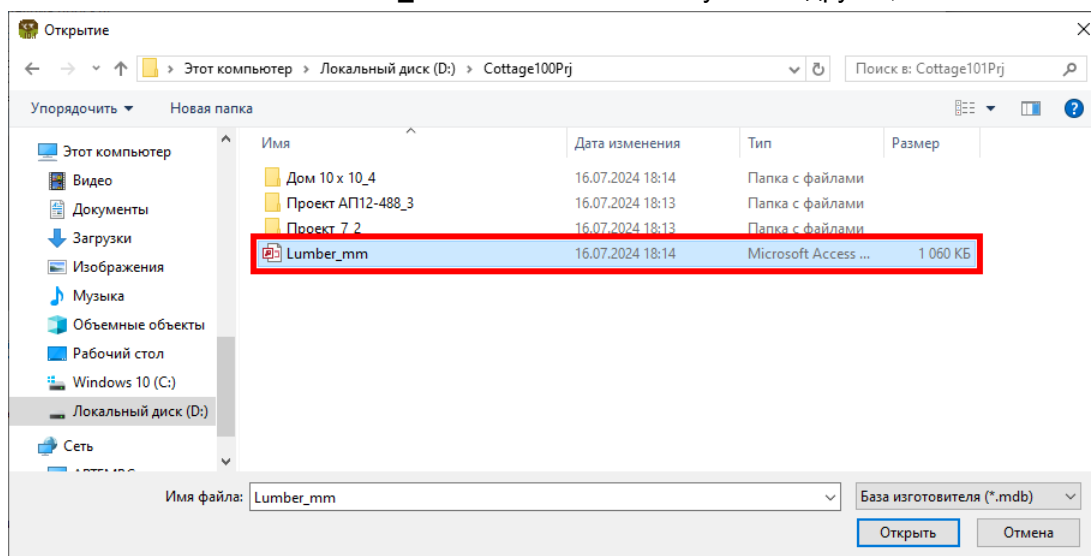 Открытие
Этот компьютер › Локальный диск (D:) › Cottage100Prj
Поиск в: Cottage101Prj
Упорядочить
Новая папка
Имя Дата изменения Тип Размер
Этот компьютер
Видео
Документы
Загрузки
Изображения
Музыка
Объемные объекты
Рабочий стол
Windows 10 (C:)
Локальный диск (D:)
Сеть
Дом 10 x 10_4 16.07.2024 18:14 Папка с файлами
Проект АП12-488_3 16.07.2024 18:13 Папка с файлами
Проект 7_2 16.07.2024 18:13 Папка с файлами
Lumber_mm 16.07.2024 18:14 Microsoft Access ... 1 060 КБ
Имя файла: Lumber_mm
База изготовителя (*.mdb)
Открыть Отмена